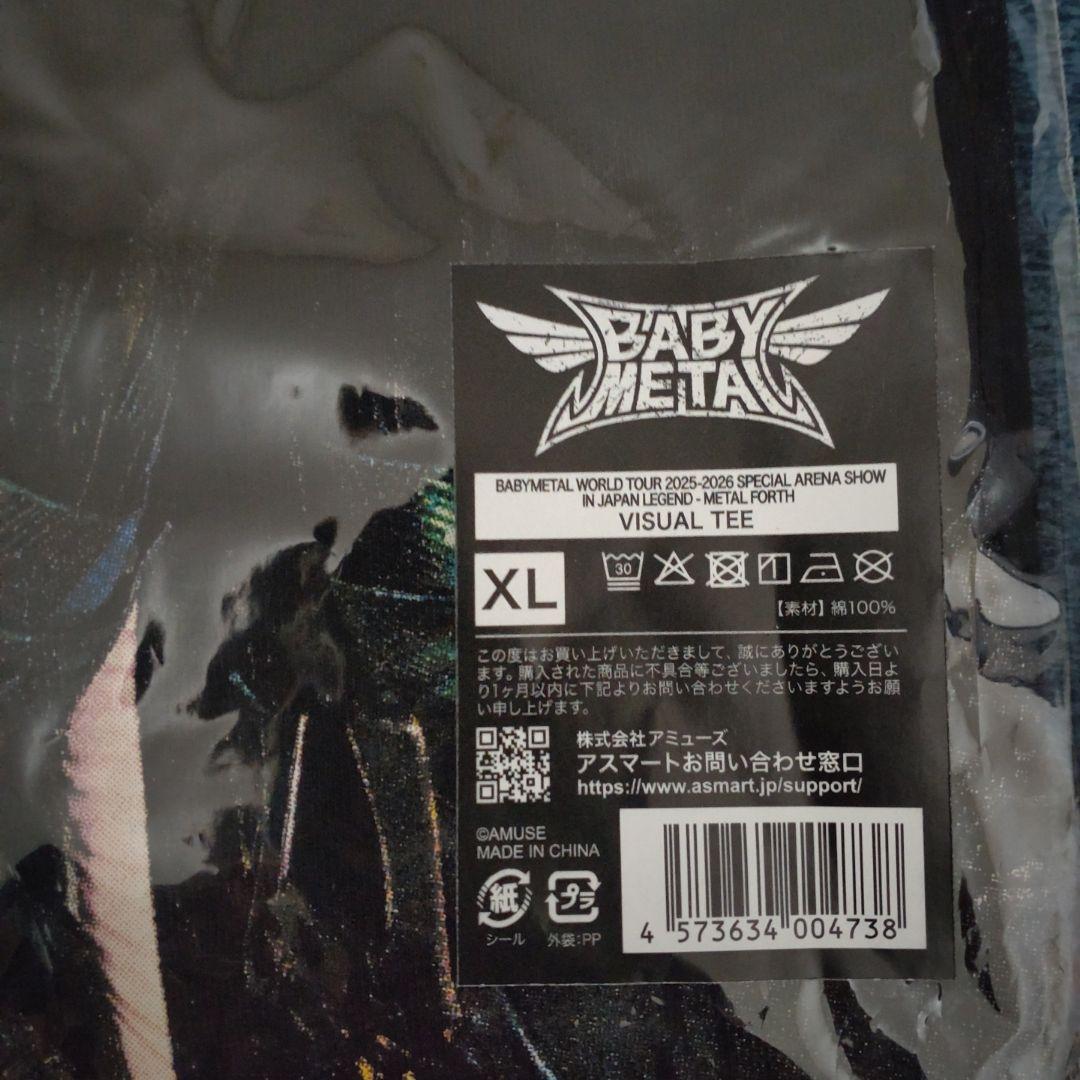 BABY
METAL
BABYMETAL WORLD TOUR 2025-2026 SPECIAL ARENA SHOW
IN JAPAN LEGEND - METAL FORTH
VISUAL TEE
XL
30
【素材】綿100%
この度はお買い上げいただきまして、誠にありがとうござい
ます。購入された商品に不具合等ございましたら、購入日よ
り1ヶ月以内に下記よりお問い合わせくださいますようお願
い申し上げます。
株式会社アミューズ
アスマートお問い合わせ窓口
https://www.asmart.jp/support/
©AMUSE
MADE IN CHINA
紙
プラ
シール
外袋:PP
4 573634 004738